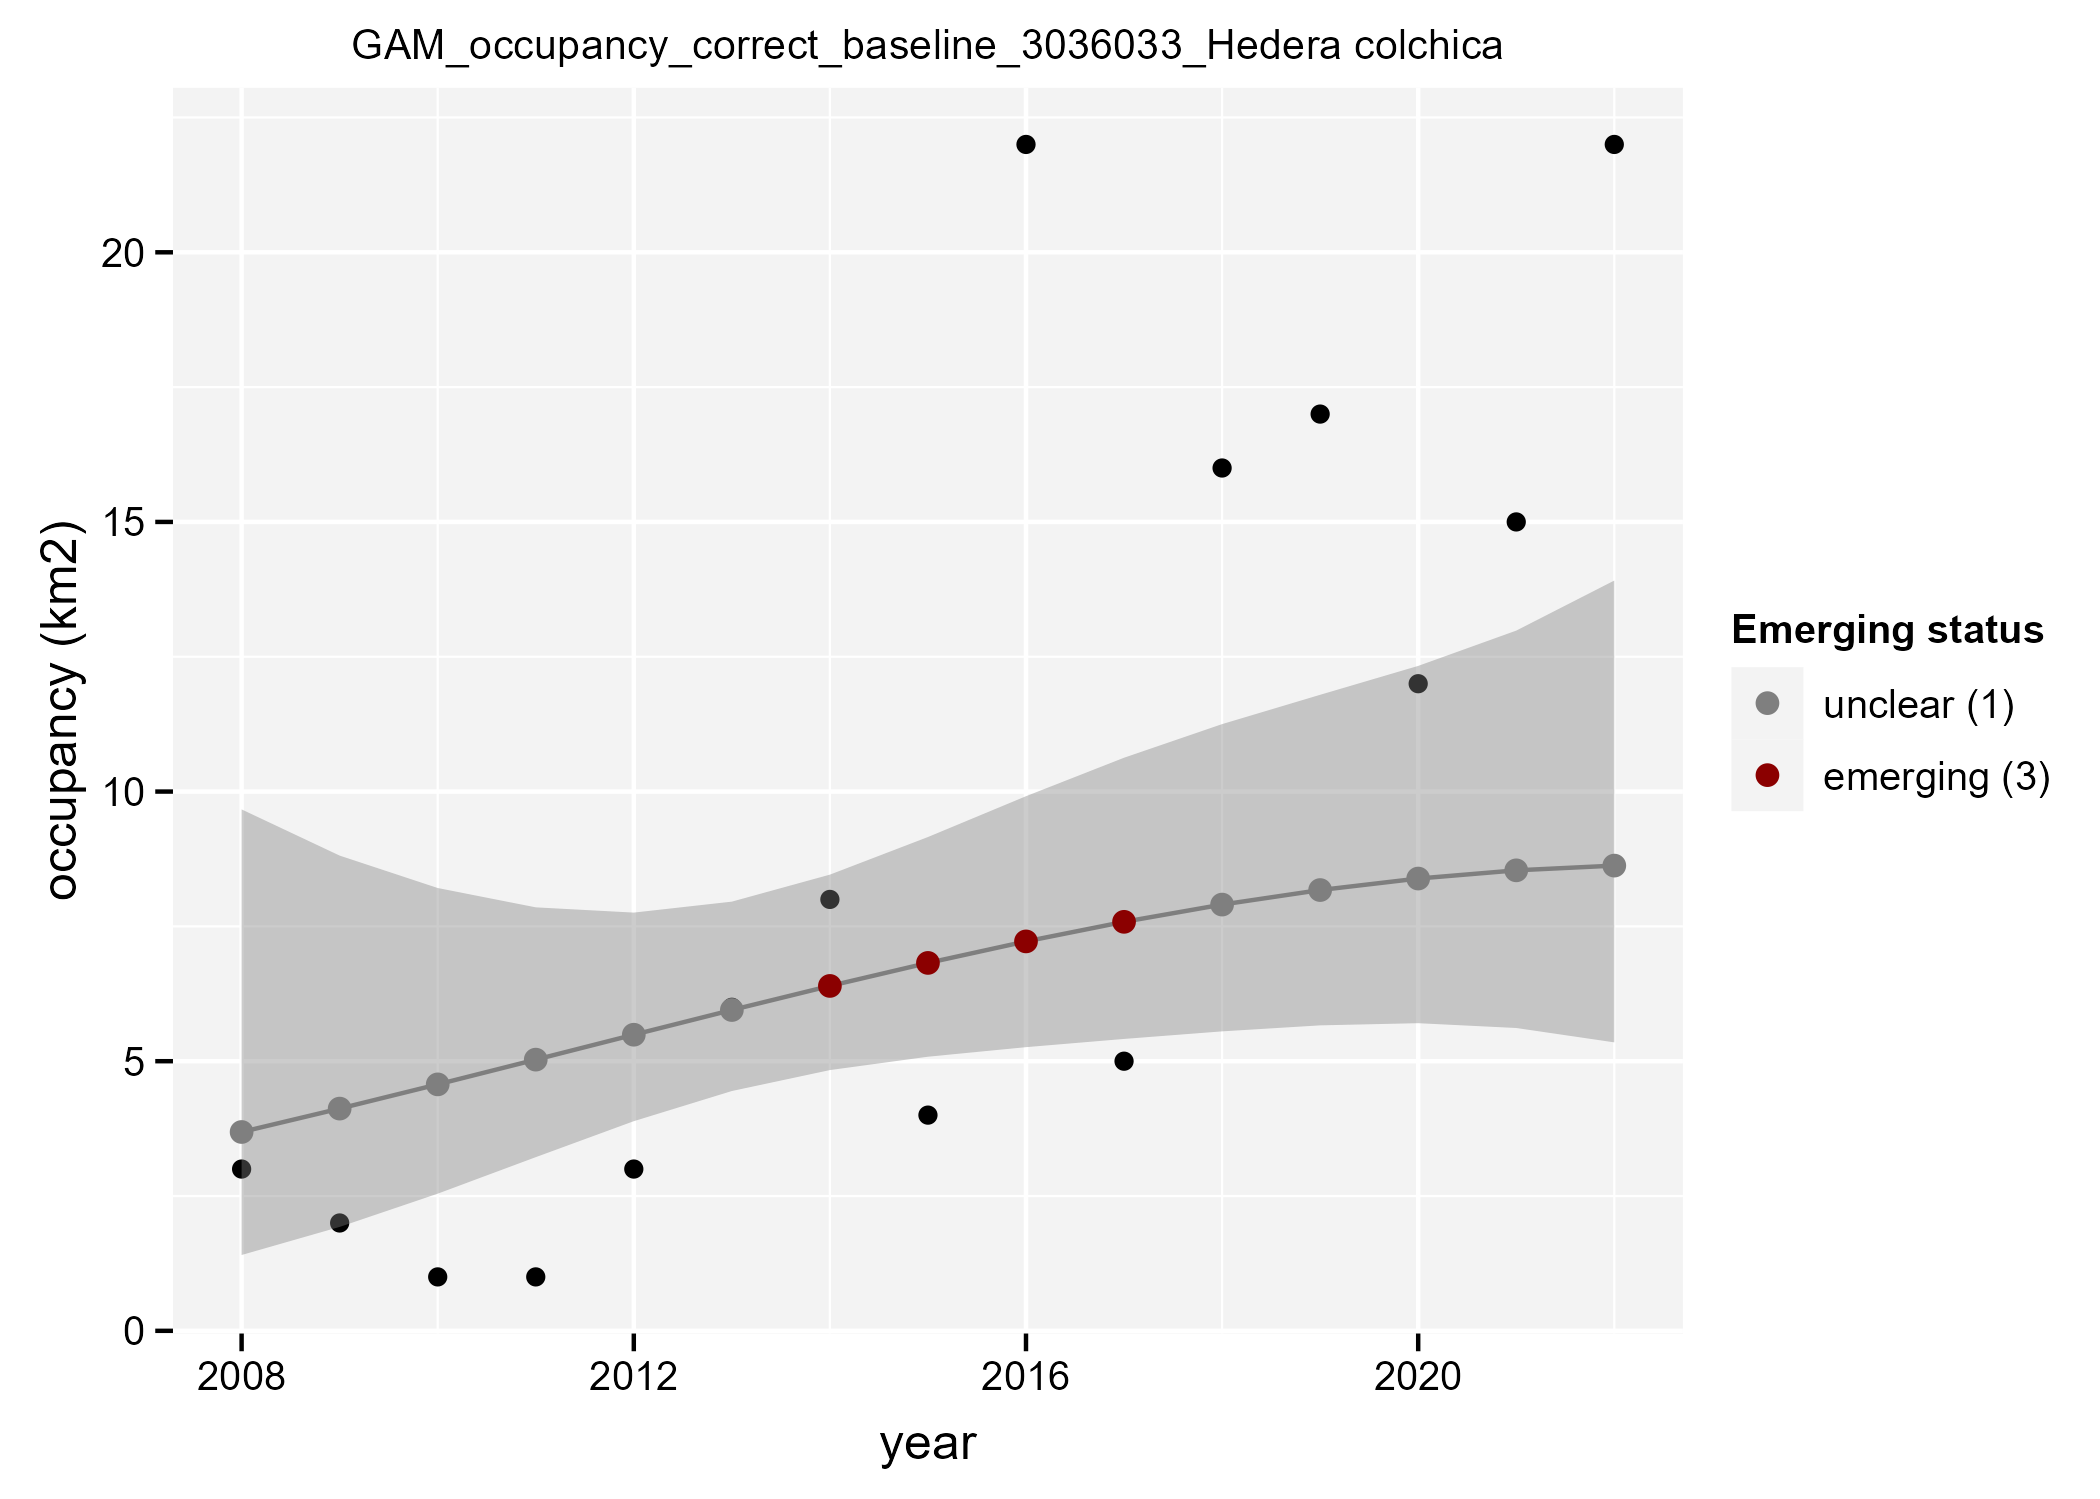 GAM_occupancy_correct_baseline_3036033_Hedera colchica
occupancy (km2)
20
15
10
5
0
2008 2012 2016 2020
year
Emerging status
unclear (1)
emerging (3)